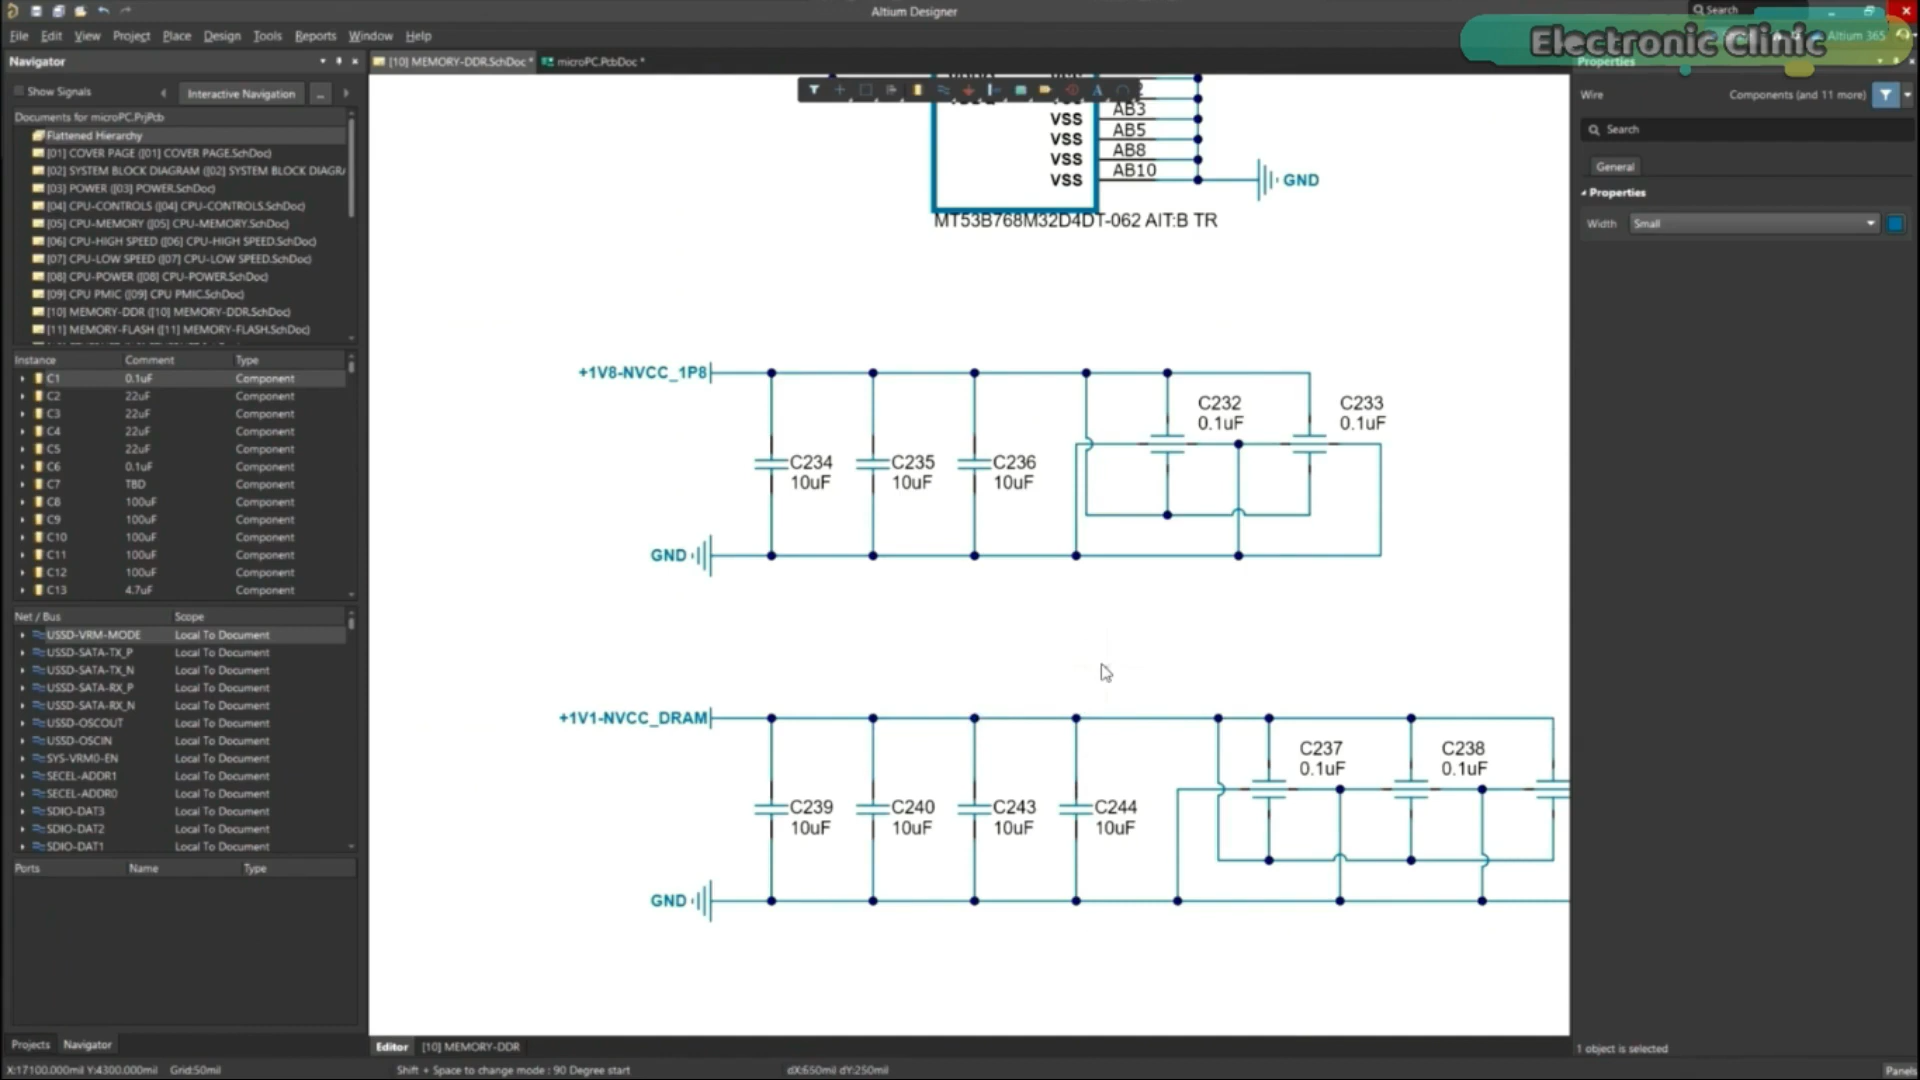 Altium Designer
Search
File Edit View Project Place Design Tools Reports Window Help
Electronic Clinic
Altium 365
Navigator
[10] MEMORY-DDR.SchDoc *
microPC.PcbDoc *
Properties
Show Signals
Interactive Navigation
...
Wire
Components (and 11 more)
Documents for microPC.PrjPcb
Search
Flattened Hierarchy
[01] COVER PAGE ([01] COVER PAGE.SchDoc)
[02] SYSTEM BLOCK DIAGRAM ([02] SYSTEM BLOCK DIAGRA
[03] POWER ([03] POWER.SchDoc)
[04] CPU-CONTROLS ([04] CPU-CONTROLS.SchDoc)
[05] CPU-MEMORY ([05] CPU-MEMORY.SchDoc)
[06] CPU-HIGH SPEED ([06] CPU-HIGH SPEED.SchDoc)
[07] CPU-LOW SPEED ([07] CPU-LOW SPEED.SchDoc)
[08] CPU-POWER ([08] CPU-POWER.SchDoc)
[09] CPU PMIC ([09] CPU PMIC.SchDoc)
[10] MEMORY-DDR ([10] MEMORY-DDR.SchDoc)
[11] MEMORY-FLASH ([11] MEMORY-FLASH.SchDoc)
General
Properties
Width Small
Instance Comment Type
C1 0.1uF Component
C2 22uF Component
C3 22uF Component
C4 22uF Component
C5 22uF Component
C6 0.1uF Component
C7 TBD Component
C8 100uF Component
C9 100uF Component
C10 100uF Component
C11 100uF Component
C12 100uF Component
C13 4.7uF Component
Net / Bus Scope
USSD-VRM-MODE Local To Document
USSD-SATA-TX_P Local To Document
USSD-SATA-TX_N Local To Document
USSD-SATA-RX_P Local To Document
USSD-SATA-RX_N Local To Document
USSD-OSCOUT Local To Document
USSD-OSCIN Local To Document
SYS-VRM0-EN Local To Document
SECEL-ADDR1 Local To Document
SECEL-ADDR0 Local To Document
SDIO-DAT3 Local To Document
SDIO-DAT2 Local To Document
SDIO-DAT1 Local To Document
Ports Name Type
VSS AB3
VSS AB5
VSS AB8
VSS AB10
GND
MT53B768M32D4DT-062 AIT:B TR
+1V8-NVCC_1P8
C232
0.1uF
C233
0.1uF
C234
10uF
C235
10uF
C236
10uF
GND
+1V1-NVCC_DRAM
C237
0.1uF
C238
0.1uF
C239
10uF
C240
10uF
C243
10uF
C244
10uF
GND
Projects Navigator
Editor [10] MEMORY-DDR
1 object is selected
X:17100.000mil Y:4300.000mil Grid:50mil
Shift + Space to change mode : 90 Degree start
dX:650mil dY:250mil
Panels